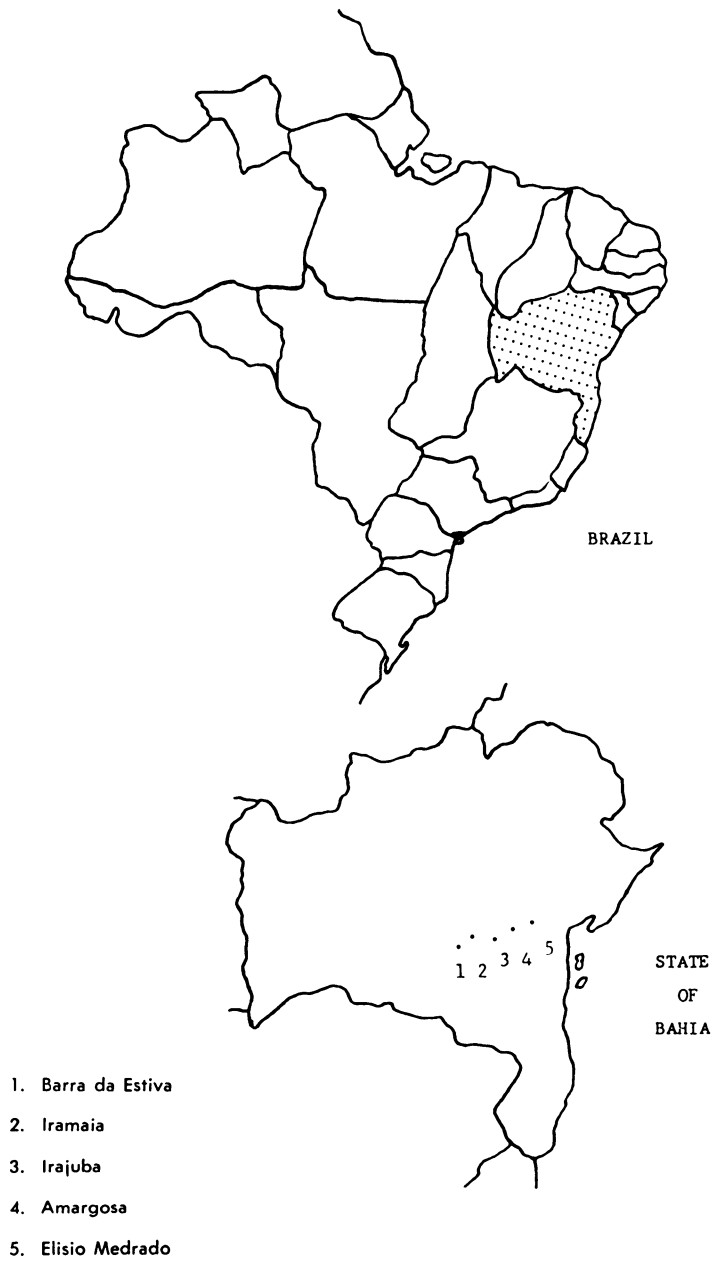 BRAZIL
1 2 3 4 5
STATE
OF
BAHIA
1. Barra da Estiva
2. Iramaia
3. Irajuba
4. Amargosa
5. Elisio Medrado